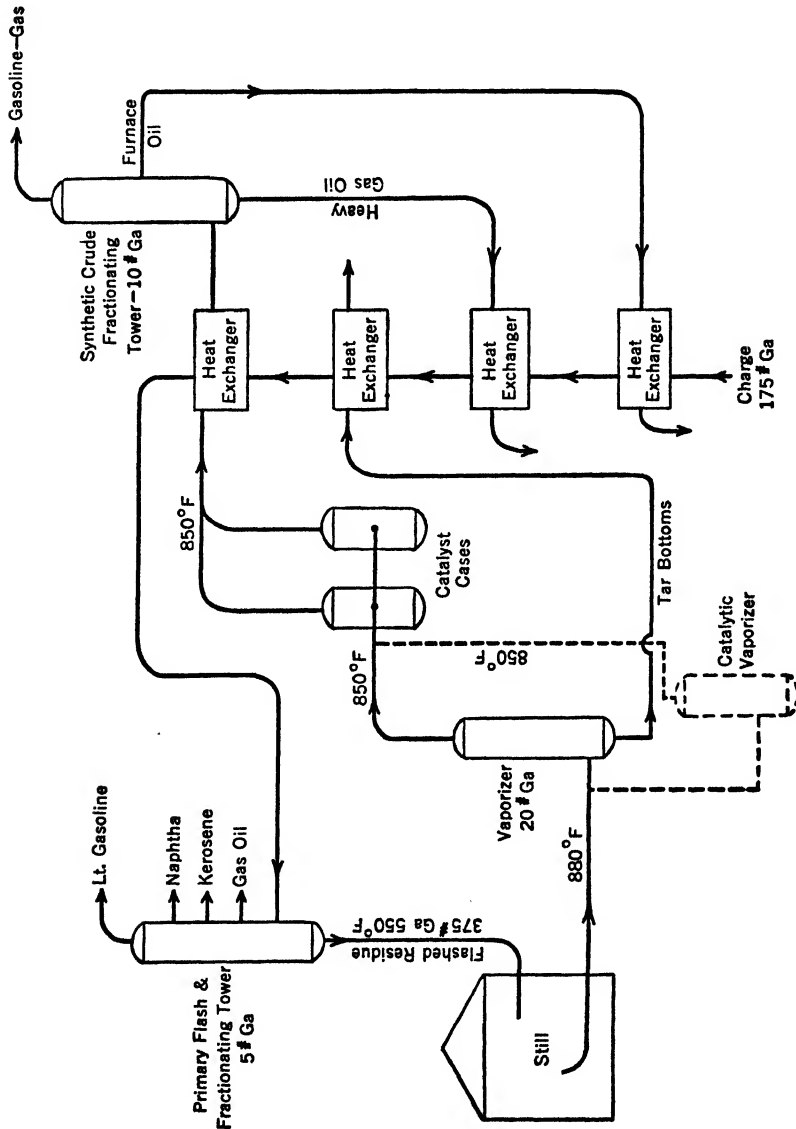 Gasoline-Gas
Furnace
Oil
Synthetic Crude
Fractionating
Tower-10#Ga
Heavy
Gas Oil
Heat
Exchanger
Heat
Exchanger
Heat
Exchanger
Heat
Exchanger
Charge
175#Ga
850°F
Catalyst
Cases
850°F
850°F
Tar Bottoms
Catalytic
Vaporizer
Vaporizer
20#Ga
880°F
Lt. Gasoline
Naphtha
Kerosene
Gas Oil
Primary Flash &
Fractionating Tower
5#Ga
Flashed Residue
375#Ga 550°F
Still